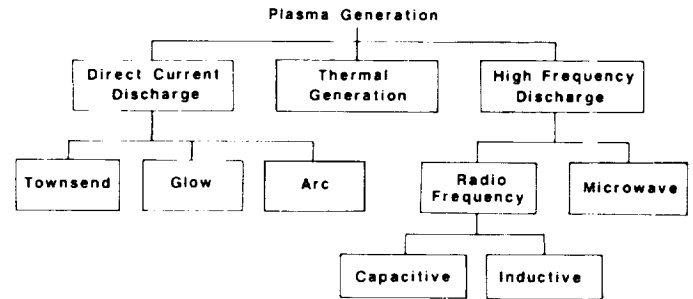 Plasma Generation
Direct Current
Discharge
Thermal
Generation
High Frequency
Discharge
Townsend
Glow
Arc
Radio
Frequency
Microwave
Capacitive
Inductive